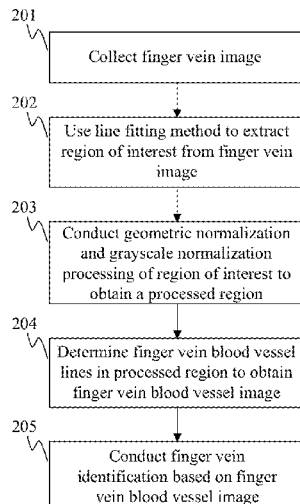 201
Collect finger vein image
202
Use line fitting method to extract
region of interest from finger vein
image
203
Conduct geometric normalization
and grayscale normalization
processing of region of interest to
obtain a processed region
204
Determine finger vein blood vessel
lines in processed region to obtain
finger vein blood vessel image
205
Conduct finger vein
identification based on finger
vein blood vessel image